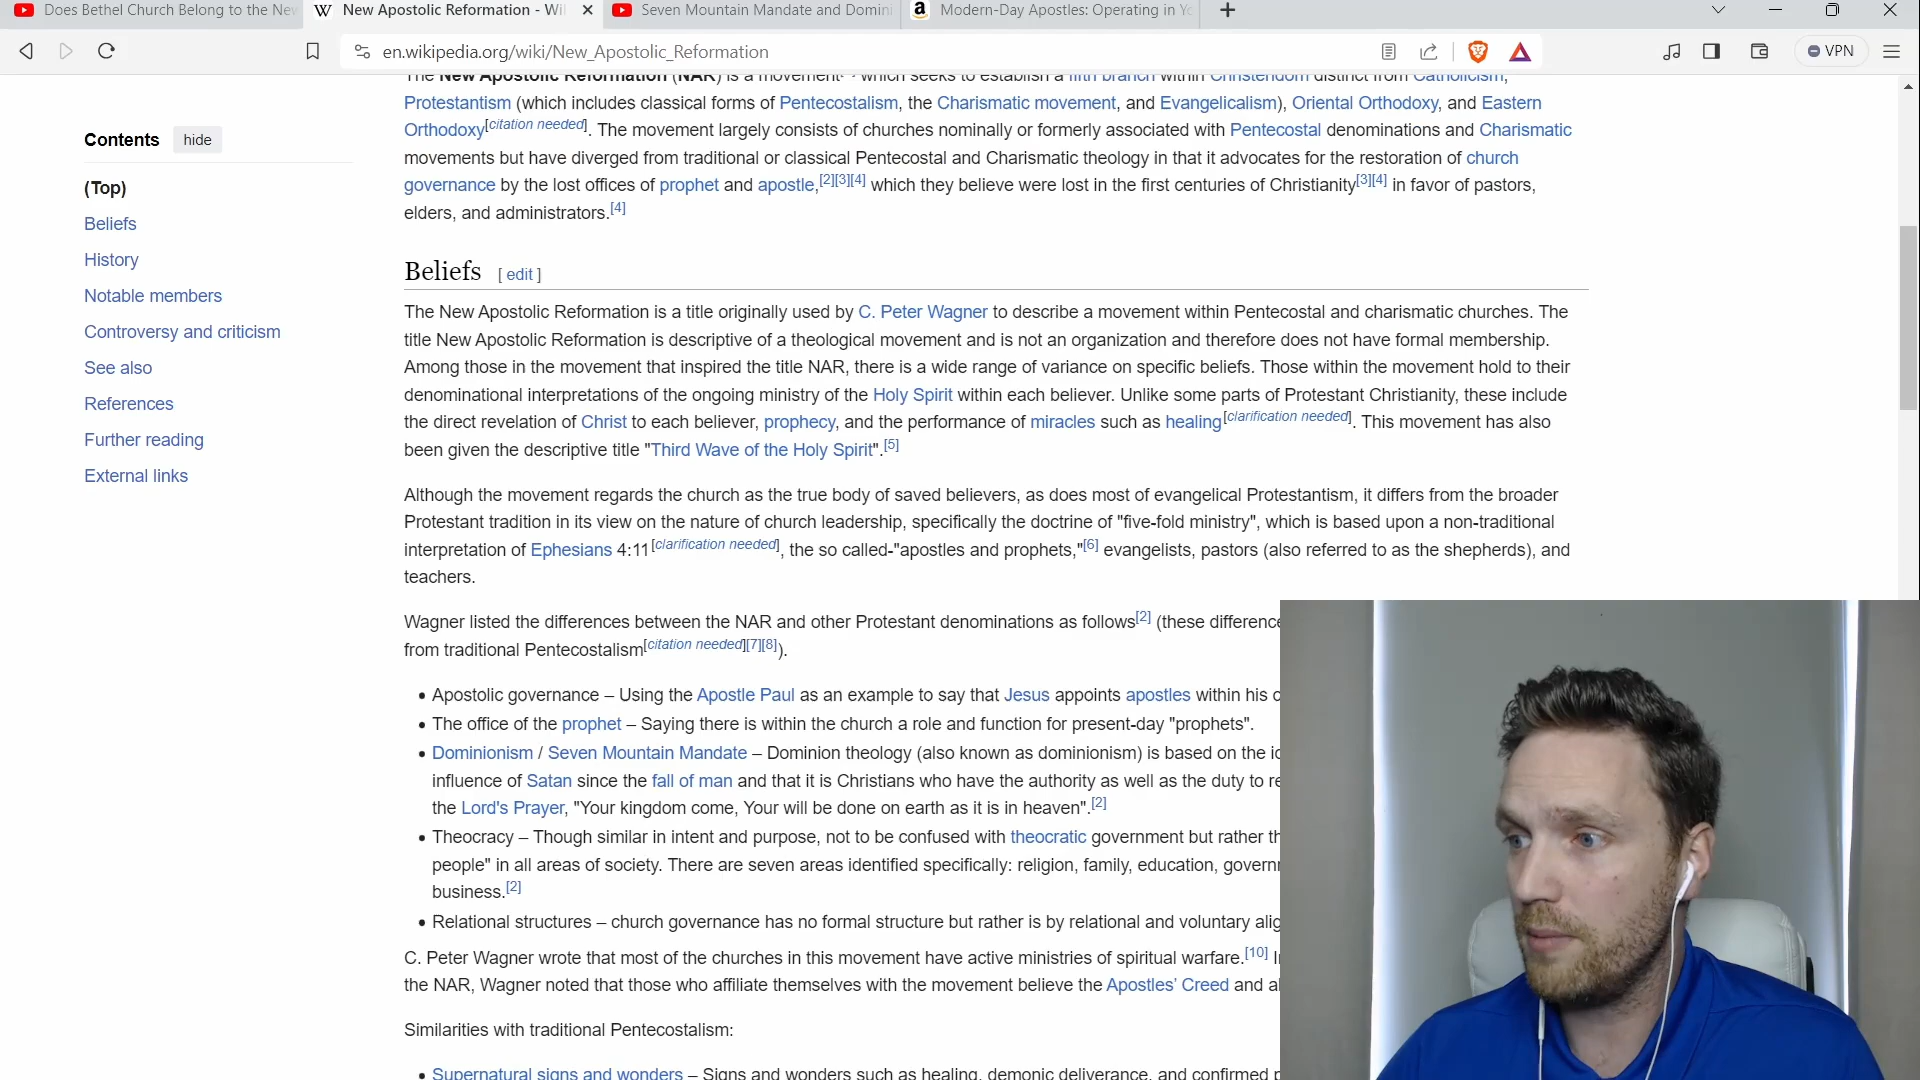 Does Bethel Church Belong to the New
New Apostolic Reformation - Wi
Seven Mountain Mandate and Domini
Modern-Day Apostles: Operating in Yo
en.wikipedia.org/wiki/New_Apostolic_Reformation
VPN
The New Apostolic Reformation (NAR) is a movement which seeks to establish a fifth branch within Christendom distinct from Catholicism,
Protestantism (which includes classical forms of Pentecostalism, the Charismatic movement, and Evangelicalism), Oriental Orthodoxy, and Eastern
Orthodoxy[citation needed]. The movement largely consists of churches nominally or formerly associated with Pentecostal denominations and Charismatic
movements but have diverged from traditional or classical Pentecostal and Charismatic theology in that it advocates for the restoration of church
governance by the lost offices of prophet and apostle,[2][3][4] which they believe were lost in the first centuries of Christianity[3][4] in favor of pastors,
elders, and administrators.[4]
Contents hide
(Top)
Beliefs
History
Notable members
Controversy and criticism
See also
References
Further reading
External links
Beliefs [ edit ]
The New Apostolic Reformation is a title originally used by C. Peter Wagner to describe a movement within Pentecostal and charismatic churches. The
title New Apostolic Reformation is descriptive of a theological movement and is not an organization and therefore does not have formal membership.
Among those in the movement that inspired the title NAR, there is a wide range of variance on specific beliefs. Those within the movement hold to their
denominational interpretations of the ongoing ministry of the Holy Spirit within each believer. Unlike some parts of Protestant Christianity, these include
the direct revelation of Christ to each believer, prophecy, and the performance of miracles such as healing[clarification needed]. This movement has also
been given the descriptive title "Third Wave of the Holy Spirit".[5]
Although the movement regards the church as the true body of saved believers, as does most of evangelical Protestantism, it differs from the broader
Protestant tradition in its view on the nature of church leadership, specifically the doctrine of "five-fold ministry", which is based upon a non-traditional
interpretation of Ephesians 4:11[clarification needed], the so called-"apostles and prophets,"[6] evangelists, pastors (also referred to as the shepherds), and
teachers.
Wagner listed the differences between the NAR and other Protestant denominations as follows[2] (these difference
from traditional Pentecostalism[citation needed][7][8]).
• Apostolic governance – Using the Apostle Paul as an example to say that Jesus appoints apostles within his c
• The office of the prophet – Saying there is within the church a role and function for present-day "prophets".
• Dominionism / Seven Mountain Mandate – Dominion theology (also known as dominionism) is based on the ic
influence of Satan since the fall of man and that it is Christians who have the authority as well as the duty to re
the Lord's Prayer, "Your kingdom come, Your will be done on earth as it is in heaven".[2]
• Theocracy – Though similar in intent and purpose, not to be confused with theocratic government but rather th
people" in all areas of society. There are seven areas identified specifically: religion, family, education, govern
business.[2]
• Relational structures – church governance has no formal structure but rather is by relational and voluntary alig
C. Peter Wagner wrote that most of the churches in this movement have active ministries of spiritual warfare.[10] I
the NAR, Wagner noted that those who affiliate themselves with the movement believe the Apostles' Creed and al
Similarities with traditional Pentecostalism:
• Supernatural signs and wonders – Signs and wonders such as healing, demonic deliverance, and confirmed p